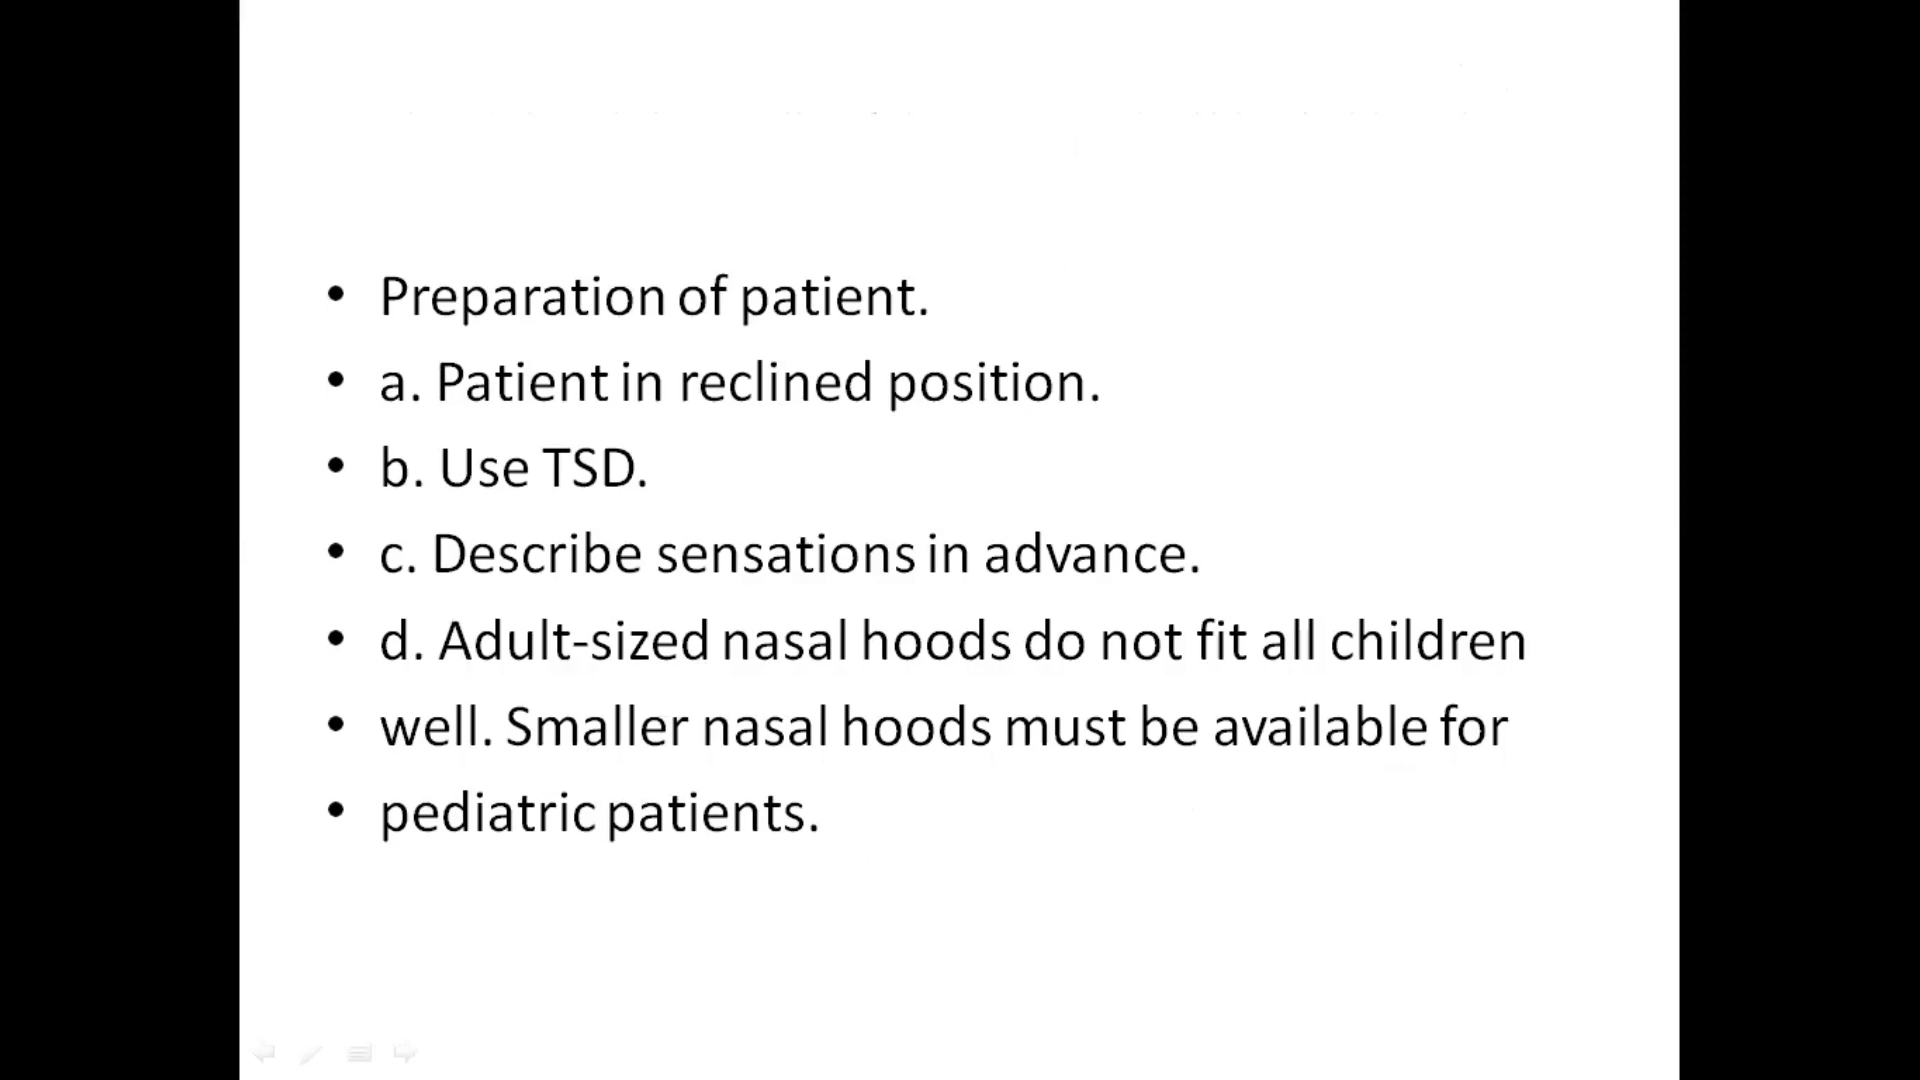 • Preparation of patient.
• a. Patient in reclined position.
• b. Use TSD.
• c. Describe sensations in advance.
• d. Adult-sized nasal hoods do not fit all children
• well. Smaller nasal hoods must be available for
• pediatric patients.